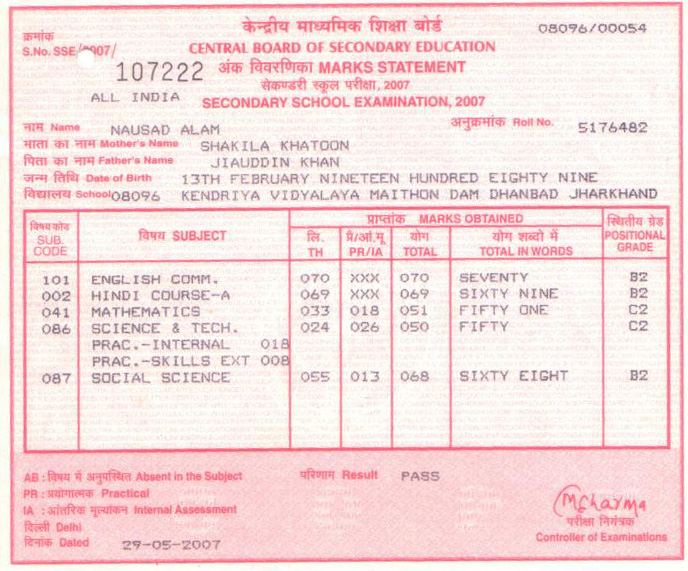 केन्द्रीय माध्यमिक शिक्षा बोर्ड 08096/00054
क्रमांक
S.No. SSE/2007/ CENTRAL BOARD OF SECONDARY EDUCATION
107222 अंक विवरणिका MARKS STATEMENT
सेकण्डरी स्कूल परीक्षा, 2007
ALL INDIA SECONDARY SCHOOL EXAMINATION, 2007
नाम Name NAUSAD ALAM अनुक्रमांक Roll No. 5176482
माता का नाम Mother's Name SHAKILA KHATOON
पिता का नाम Father's Name JIAUDDIN KHAN
जन्म तिथि Date of Birth 13TH FEBRUARY NINETEEN HUNDRED EIGHTY NINE
विद्यालय School 08096 KENDRIYA VIDYALAYA MAITHON DAM DHANBAD JHARKHAND
विषय कोड SUB. CODE विषय SUBJECT प्राप्तांक MARKS OBTAINED स्थितीय ग्रेड POSITIONAL GRADE
लि. TH प्रै/आं.मू PR/IA योग TOTAL योग शब्दो में TOTAL IN WORDS
101 ENGLISH COMM. 070 XXX 070 SEVENTY B2
002 HINDI COURSE-A 069 XXX 069 SIXTY NINE B2
041 MATHEMATICS 033 018 051 FIFTY ONE C2
086 SCIENCE & TECH. 024 026 050 FIFTY C2
PRAC.-INTERNAL 018
PRAC.-SKILLS EXT 008
087 SOCIAL SCIENCE 055 013 068 SIXTY EIGHT B2
AB : विषय में अनुपस्थित Absent in the Subject परिणाम Result PASS
PR : प्रयोगात्मक Practical
IA : आंतरिक मूल्यांकन Internal Assessment
दिल्ली Delhi परीक्षा नियंत्रक
दिनांक Dated 29-05-2007 Controller of Examinations